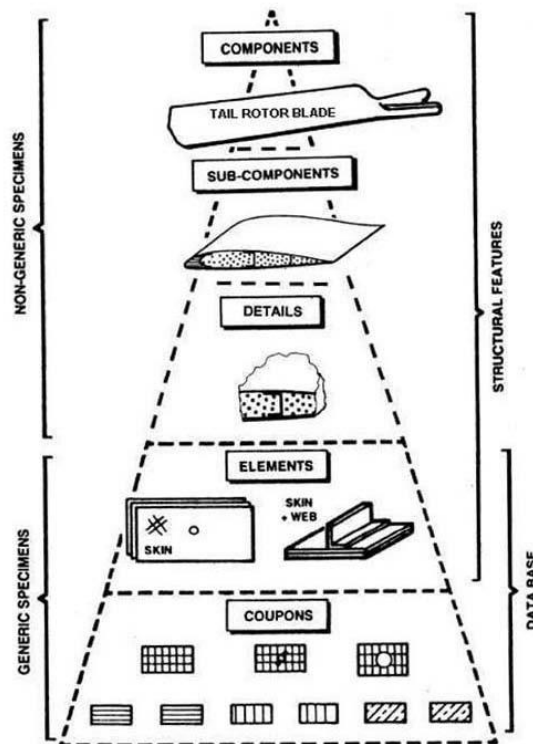 COMPONENTS
TAIL ROTOR BLADE
SUB-COMPONENTS
NON-GENERIC SPECIMENS
STRUCTURAL FEATURES
DETAILS
ELEMENTS
SKIN
SKIN
+ WEB
GENERIC SPECIMENS
DATA BASE
COUPONS